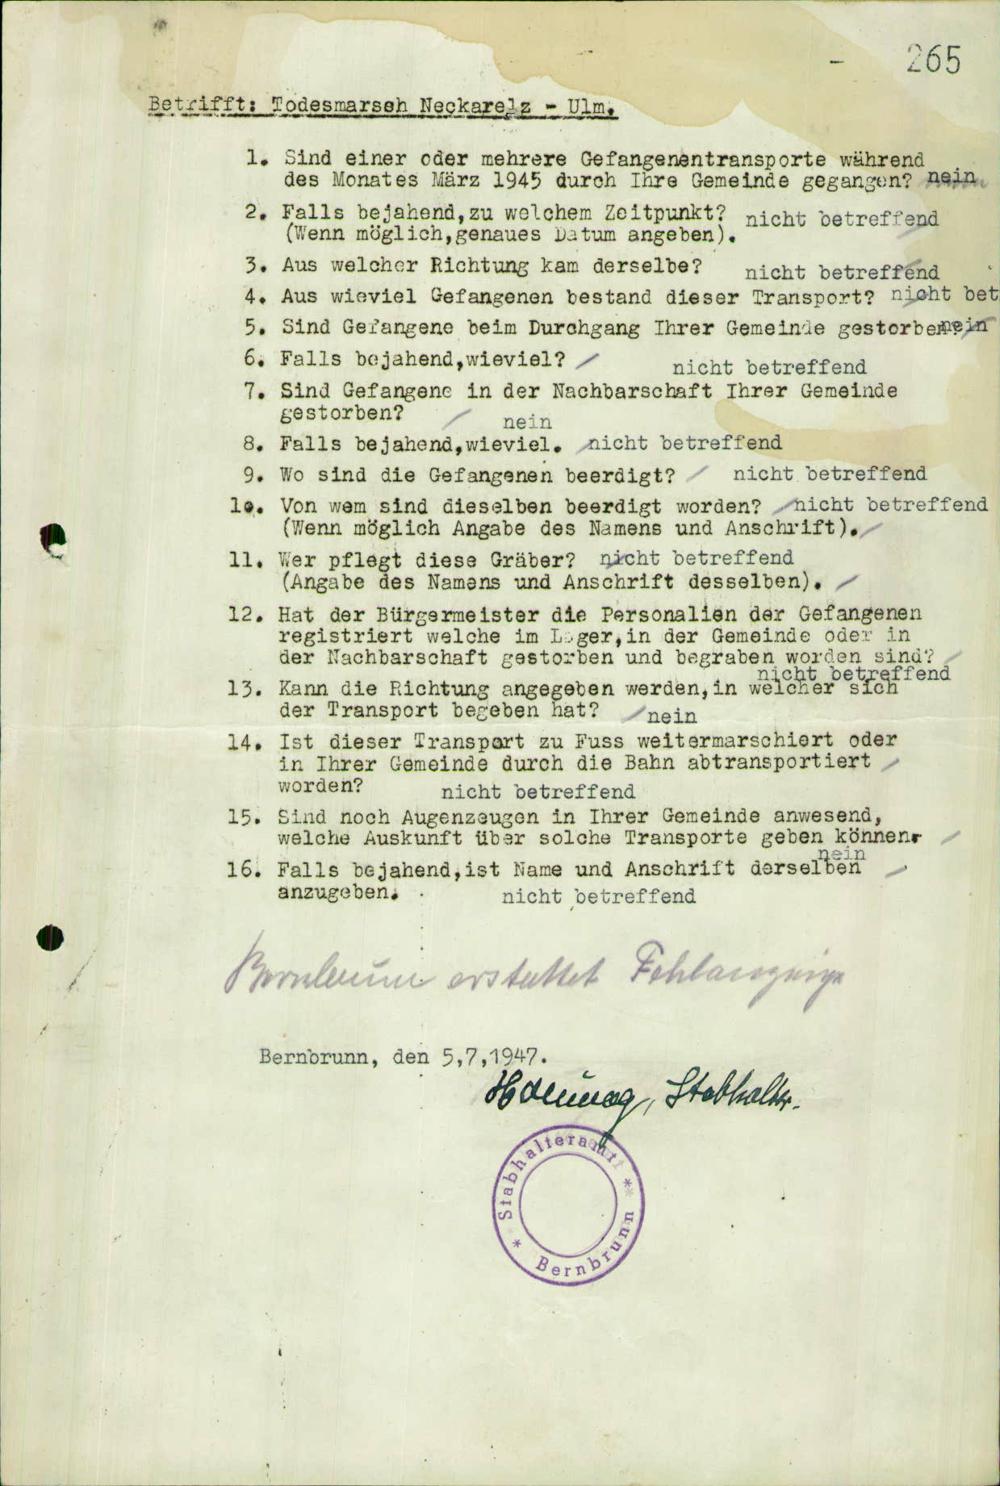 265
Betrifft: Todesmarsch Neckarelz - Ulm.
1. Sind einer oder mehrere Gefangenentransporte während
des Monates März 1945 durch Ihre Gemeinde gegangen? nein
2. Falls bejahend,zu welchem Zeitpunkt? nicht betreffend
(Wenn möglich,genaues Datum angeben).
3. Aus welcher Richtung kam derselbe? nicht betreffend
4. Aus wieviel Gefangenen bestand dieser Transport? nicht bet
5. Sind Gefangene beim Durchgang Ihrer Gemeinde gestorben? nein
6. Falls bejahend,wieviel? nicht betreffend
7. Sind Gefangene in der Nachbarschaft Ihrer Gemeinde
gestorben? nein
8. Falls bejahend,wieviel. nicht betreffend
9. Wo sind die Gefangenen beerdigt? nicht betreffend
1o. Von wem sind dieselben beerdigt worden? nicht betreffend
(Wenn möglich Angabe des Namens und Anschrift).
11. Wer pflegt diese Gräber? nicht betreffend
(Angabe des Namens und Anschrift desselben).
12. Hat der Bürgermeister die Personalien der Gefangenen
registriert welche im Lager,in der Gemeinde oder in
der Nachbarschaft gestorben und begraben worden sind?
nicht betreffend
13. Kann die Richtung angegeben werden,in welcher sich
der Transport begeben hat? nein
14. Ist dieser Transport zu Fuss weitermarschiert oder
in Ihrer Gemeinde durch die Bahn abtransportiert
worden? nicht betreffend
15. Sind noch Augenzeugen in Ihrer Gemeinde anwesend,
welche Auskunft über solche Transporte geben können.
nein
16. Falls bejahend,ist Name und Anschrift derselben
anzugeben. nicht betreffend
Bernbrunn erstattet Fehlanzeige
Bernbrunn, den 5,7,1947.
Hornung, Stabhalter.
Stabhalteramt
* Bernbrunn *